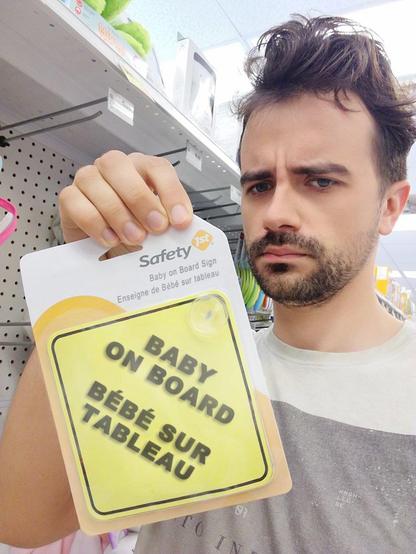 Safety 1st
Baby on Board Sign
Enseigne de Bébé sur tableau
BABY
ON BOARD
BÉBÉ SUR
TABLEAU